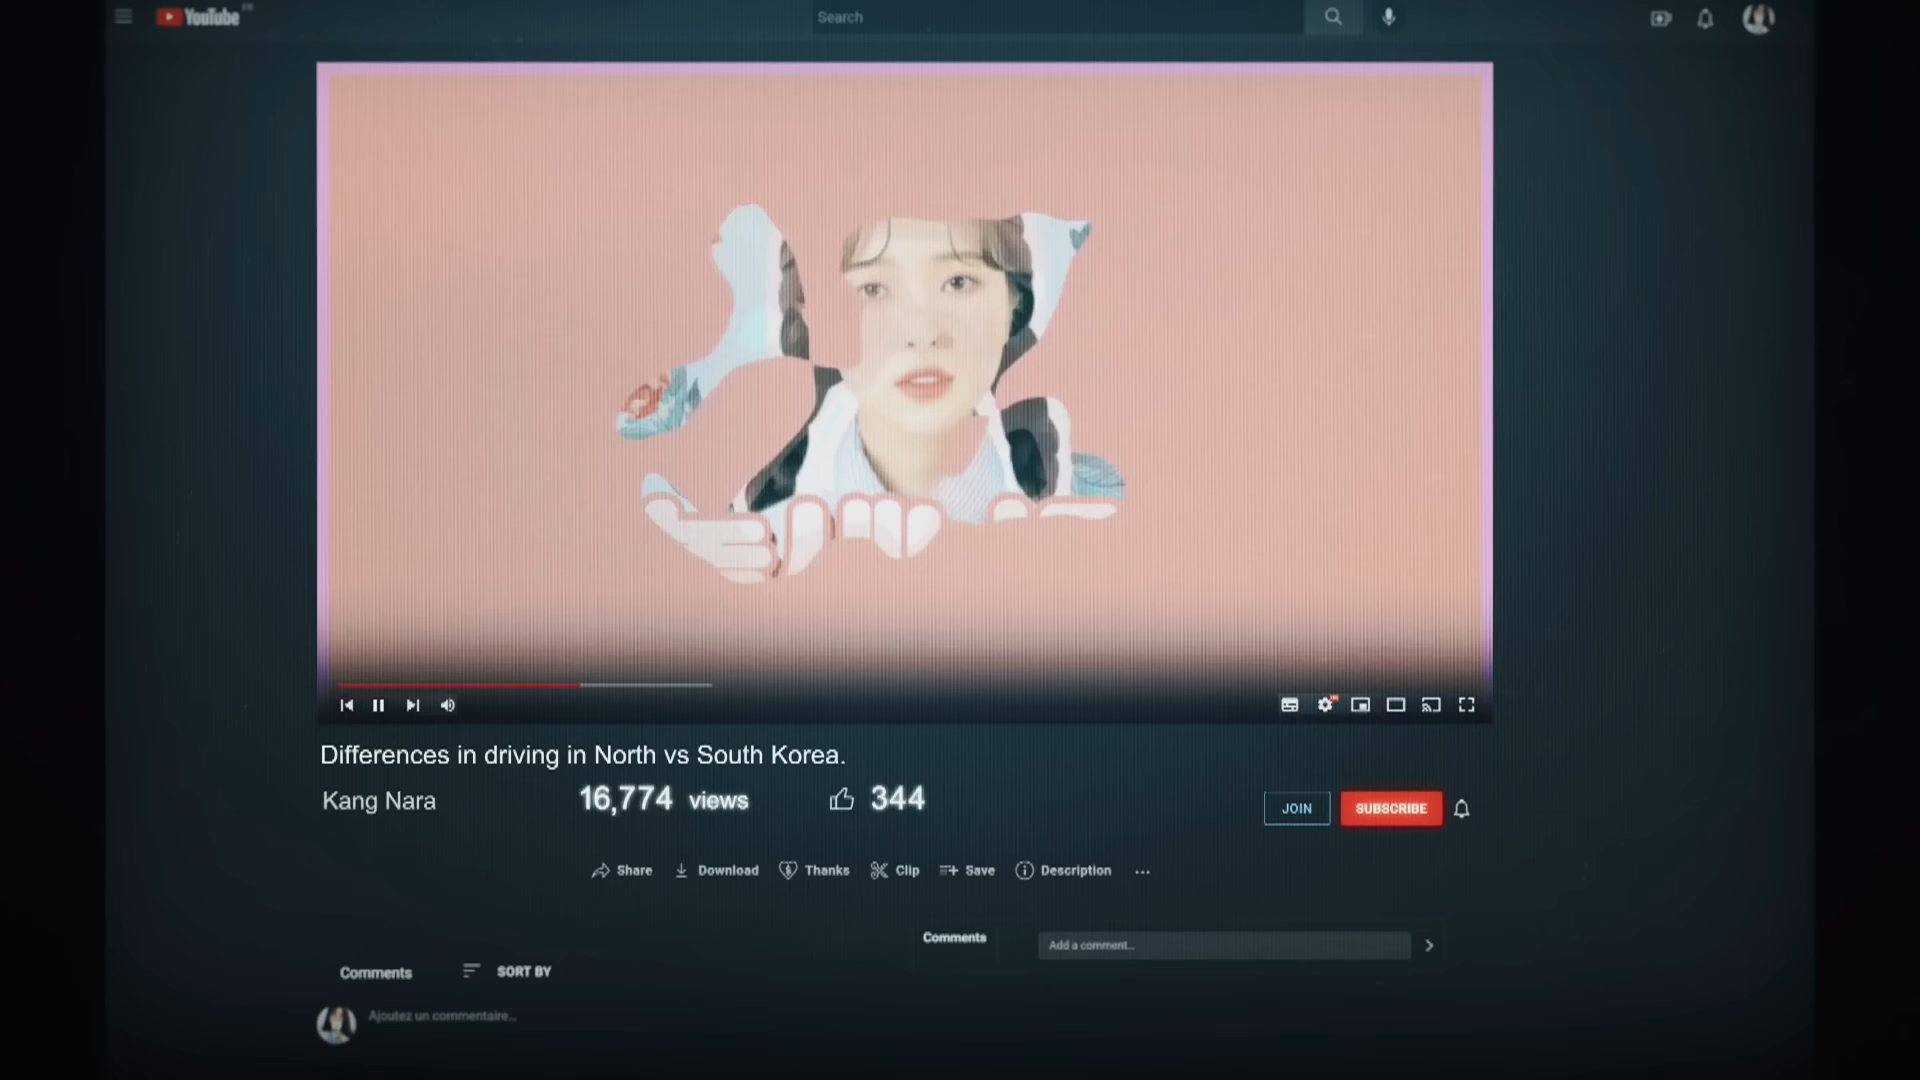 YouTube FR
Search
Differences in driving in North vs South Korea.
Kang Nara
16,774 views
344
JOIN
SUBSCRIBE
Share
Download
Thanks
Clip
Save
Description
...
Comments
Add a comment...
Comments
SORT BY
Ajoutez un commentaire...